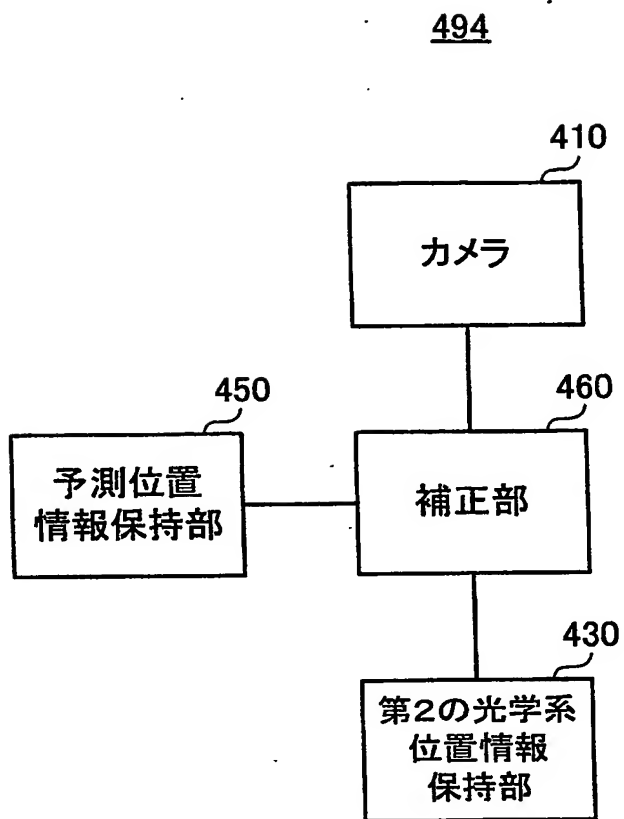 494
410
カメラ
450
予測位置
情報保持部
460
補正部
430
第2の光学系
位置情報
保持部